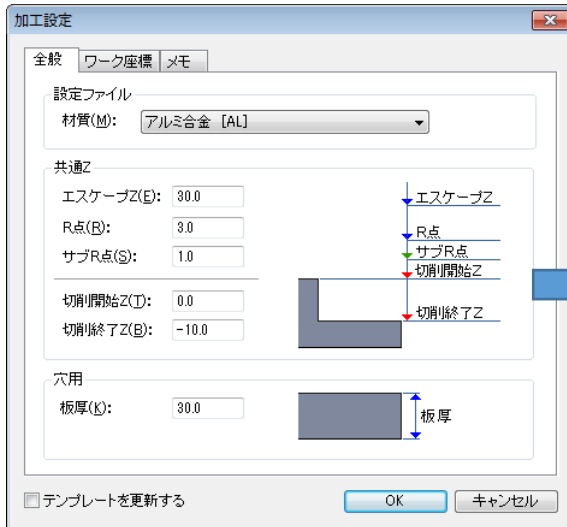 加工設定
全般 ワーク座標 メモ
設定ファイル
材質(M): アルミ合金 [AL]
共通Z
エスケープZ(E): 30.0
R点(R): 3.0
サブR点(S): 1.0
切削開始Z(T): 0.0
切削終了Z(B): -10.0
エスケープZ
R点
サブR点
切削開始Z
切削終了Z
穴用
板厚(K): 30.0
板厚
テンプレートを更新する OK キャンセル